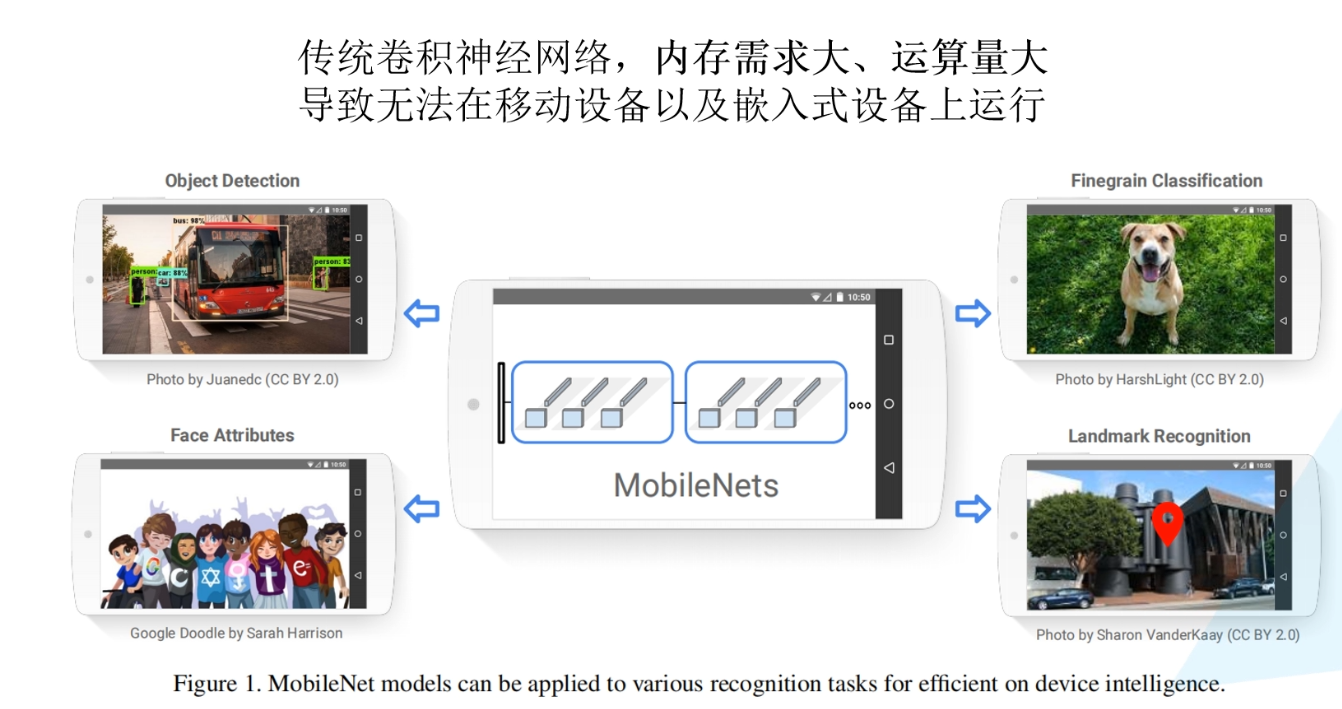 传统卷积神经网络，内存需求大、运算量大
导致无法在移动设备以及嵌入式设备上运行
Object Detection
10:50
bus: 98%
person:
car: 88%
person: 83
Photo by Juanedc (CC BY 2.0)
Finegrain Classification
10:50
Photo by HarshLight (CC BY 2.0)
10:50
MobileNets
Face Attributes
10:50
G
C
t
e=
Google Doodle by Sarah Harrison
Landmark Recognition
10:50
Photo by Sharon VanderKaay (CC BY 2.0)
Figure 1. MobileNet models can be applied to various recognition tasks for efficient on device intelligence.